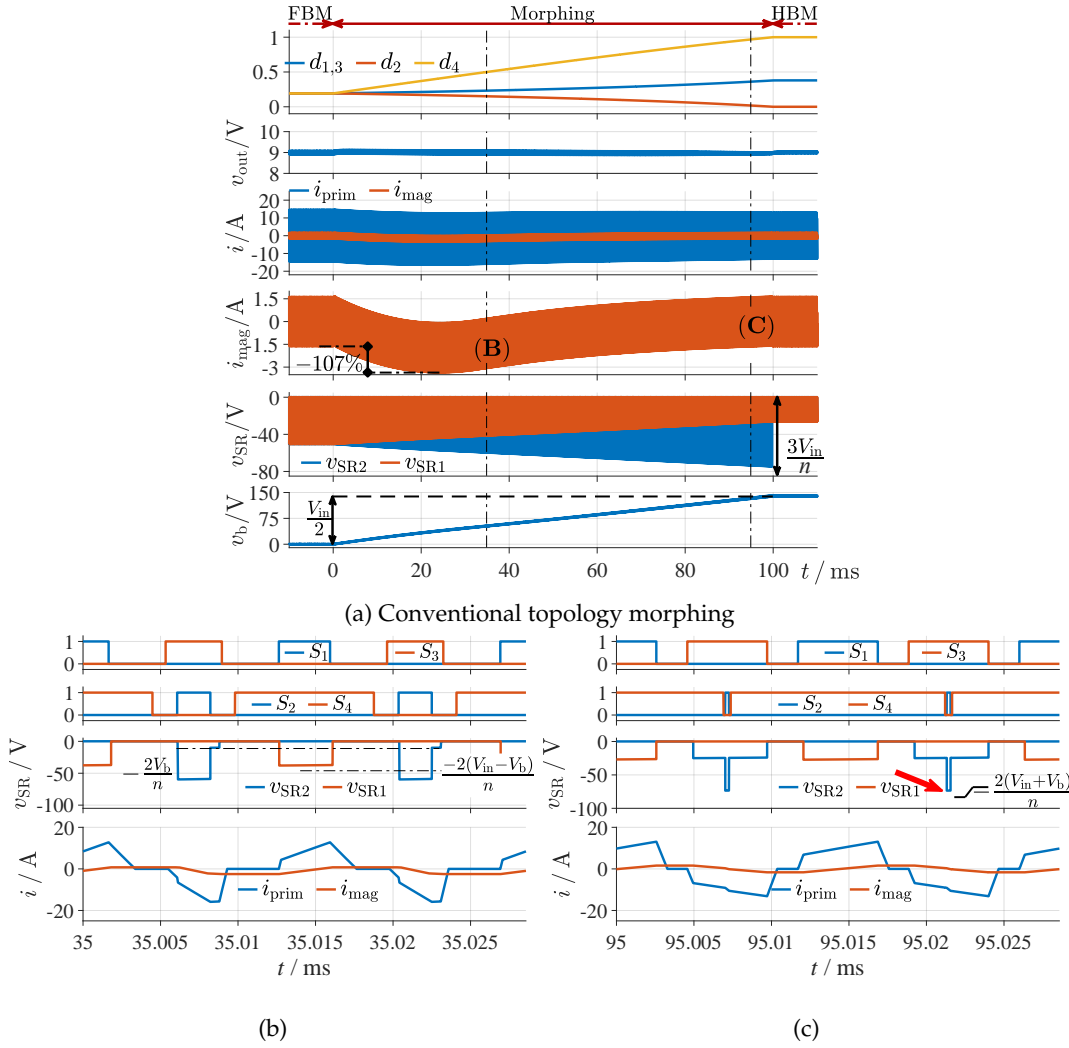 FBM Morphing HBM
1
0.5
0
d1,3 d2 d4
10
9
8
vout/V
iprim imag
20
10
0
-10
-20
i/A
1.5
0
1.5
-3
imag/A
−107%
(B)
(C)
0
-40
-80
vSR/V
vSR2 vSR1
3Vin
n
150
75
0
vb/V
Vin
2
0 20 40 60 80 100 t / ms
(a) Conventional topology morphing
1
0
S1 S3
1
0
S2 S4
0
-50
-100
vSR / V
− 2Vb
n
−2(Vin−Vb)
n
vSR2 vSR1
20
0
-20
i / A
iprim imag
35 35.005 35.01 35.015 35.02 35.025
t / ms
(b)
1
0
S1 S3
1
0
S2 S4
0
-50
-100
vSR / V
vSR2 vSR1
− 2(Vin+Vb)
n
20
0
-20
i / A
iprim imag
95 95.005 95.01 95.015 95.02 95.025
t / ms
(c)